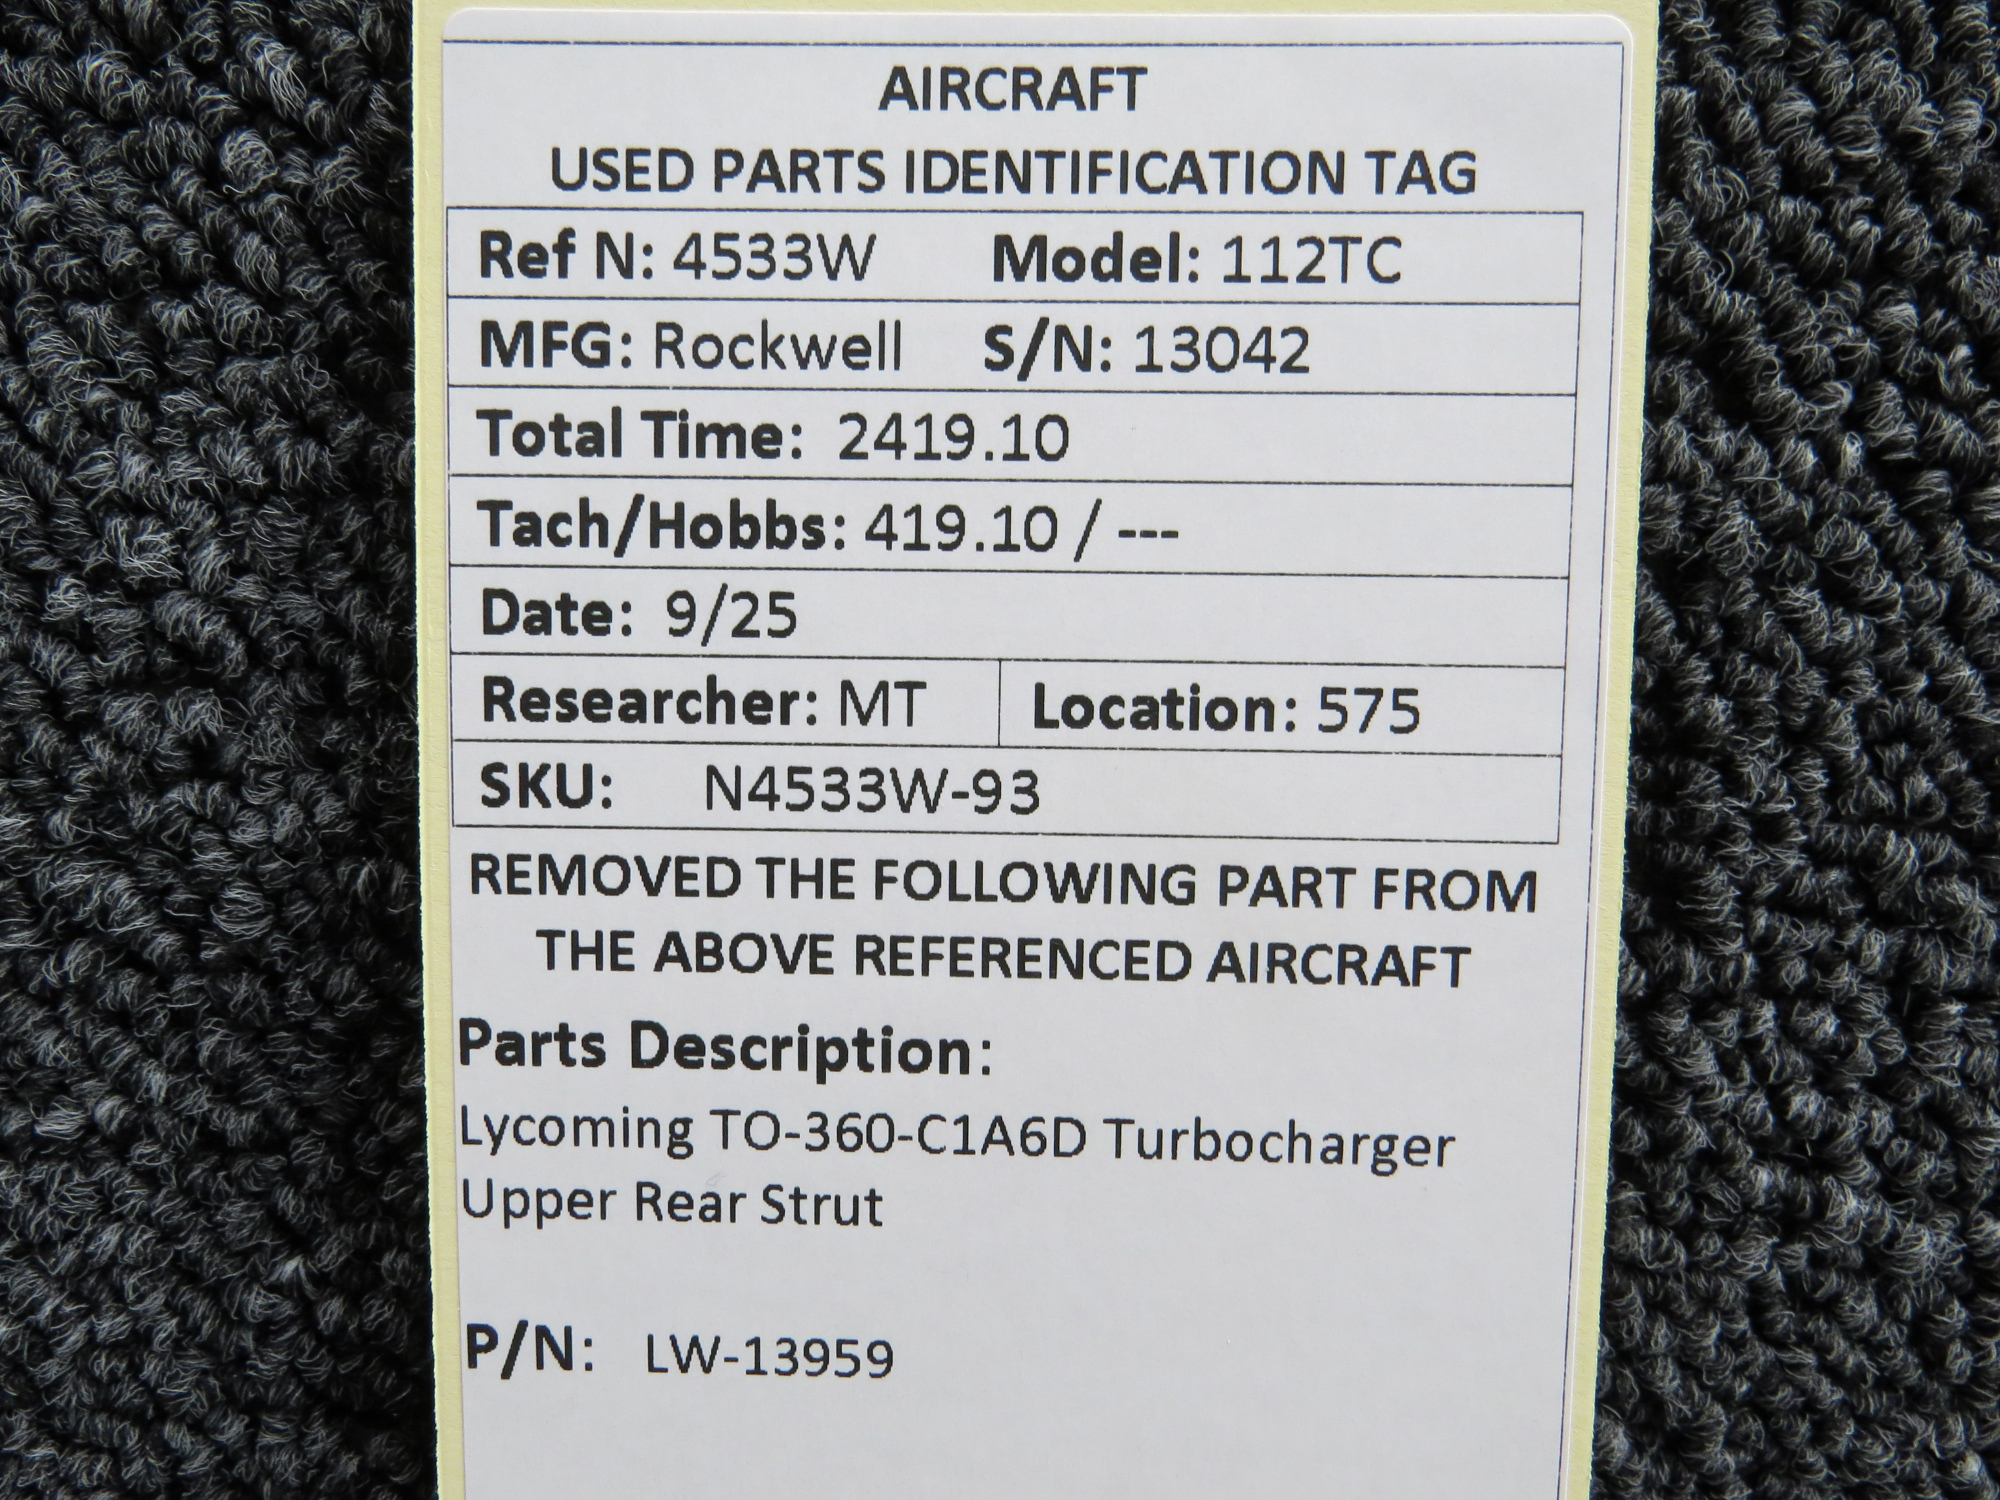 AIRCRAFT
USED PARTS IDENTIFICATION TAG
Ref N: 4533W Model: 112TC
MFG: Rockwell S/N: 13042
Total Time: 2419.10
Tach/Hobbs: 419.10 / ---
Date: 9/25
Researcher: MT Location: 575
SKU: N4533W-93
REMOVED THE FOLLOWING PART FROM
THE ABOVE REFERENCED AIRCRAFT
Parts Description:
Lycoming TO-360-C1A6D Turbocharger
Upper Rear Strut
P/N: LW-13959